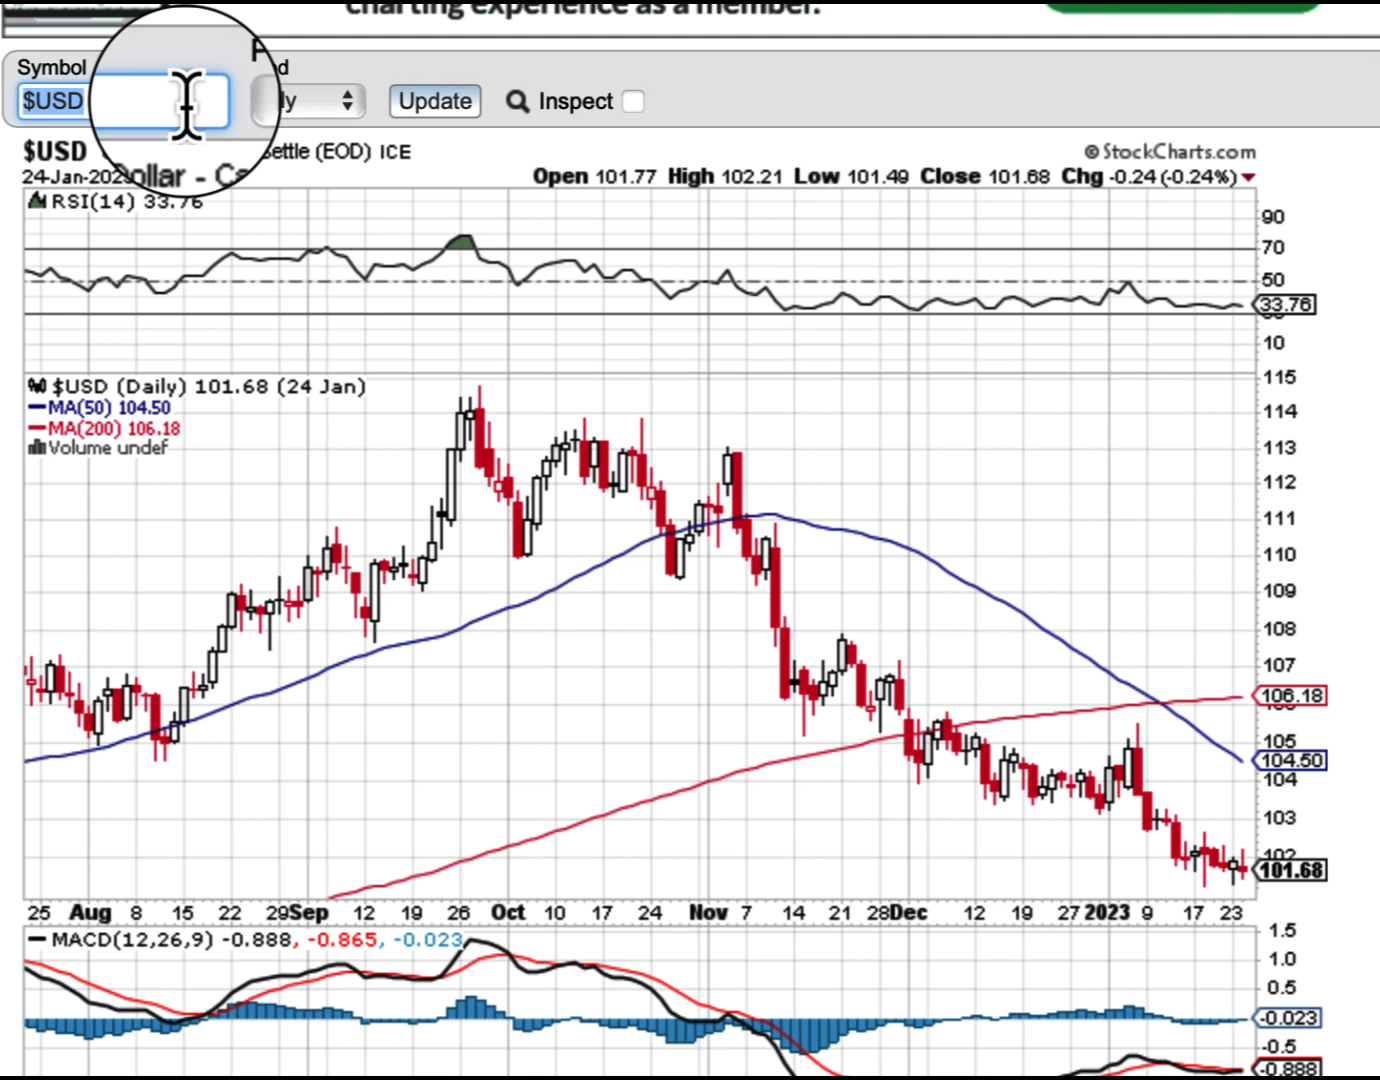 charting experience as a member.
Symbol
$USD
Update
Inspect
$USD Settle (EOD) ICE
© StockCharts.com
24-Jan-2023
Dollar - Ca
Open 101.77 High 102.21 Low 101.49 Close 101.68 Chg -0.24 (-0.24%)
RSI(14) 33.76
90
70
50
33.76
10
$USD (Daily) 101.68 (24 Jan)
MA(50) 104.50
MA(200) 106.18
Volume undef
115
114
113
112
111
110
109
108
107
106.18
105
104.50
104
103
102
101.68
25 Aug 8 15 22 29 Sep 12 19 26 Oct 10 17 24 Nov 7 14 21 28 Dec 12 19 27 2023 9 17 23
MACD(12,26,9) -0.888, -0.865, -0.023
1.5
1.0
0.5
-0.023
-0.5
-0.888